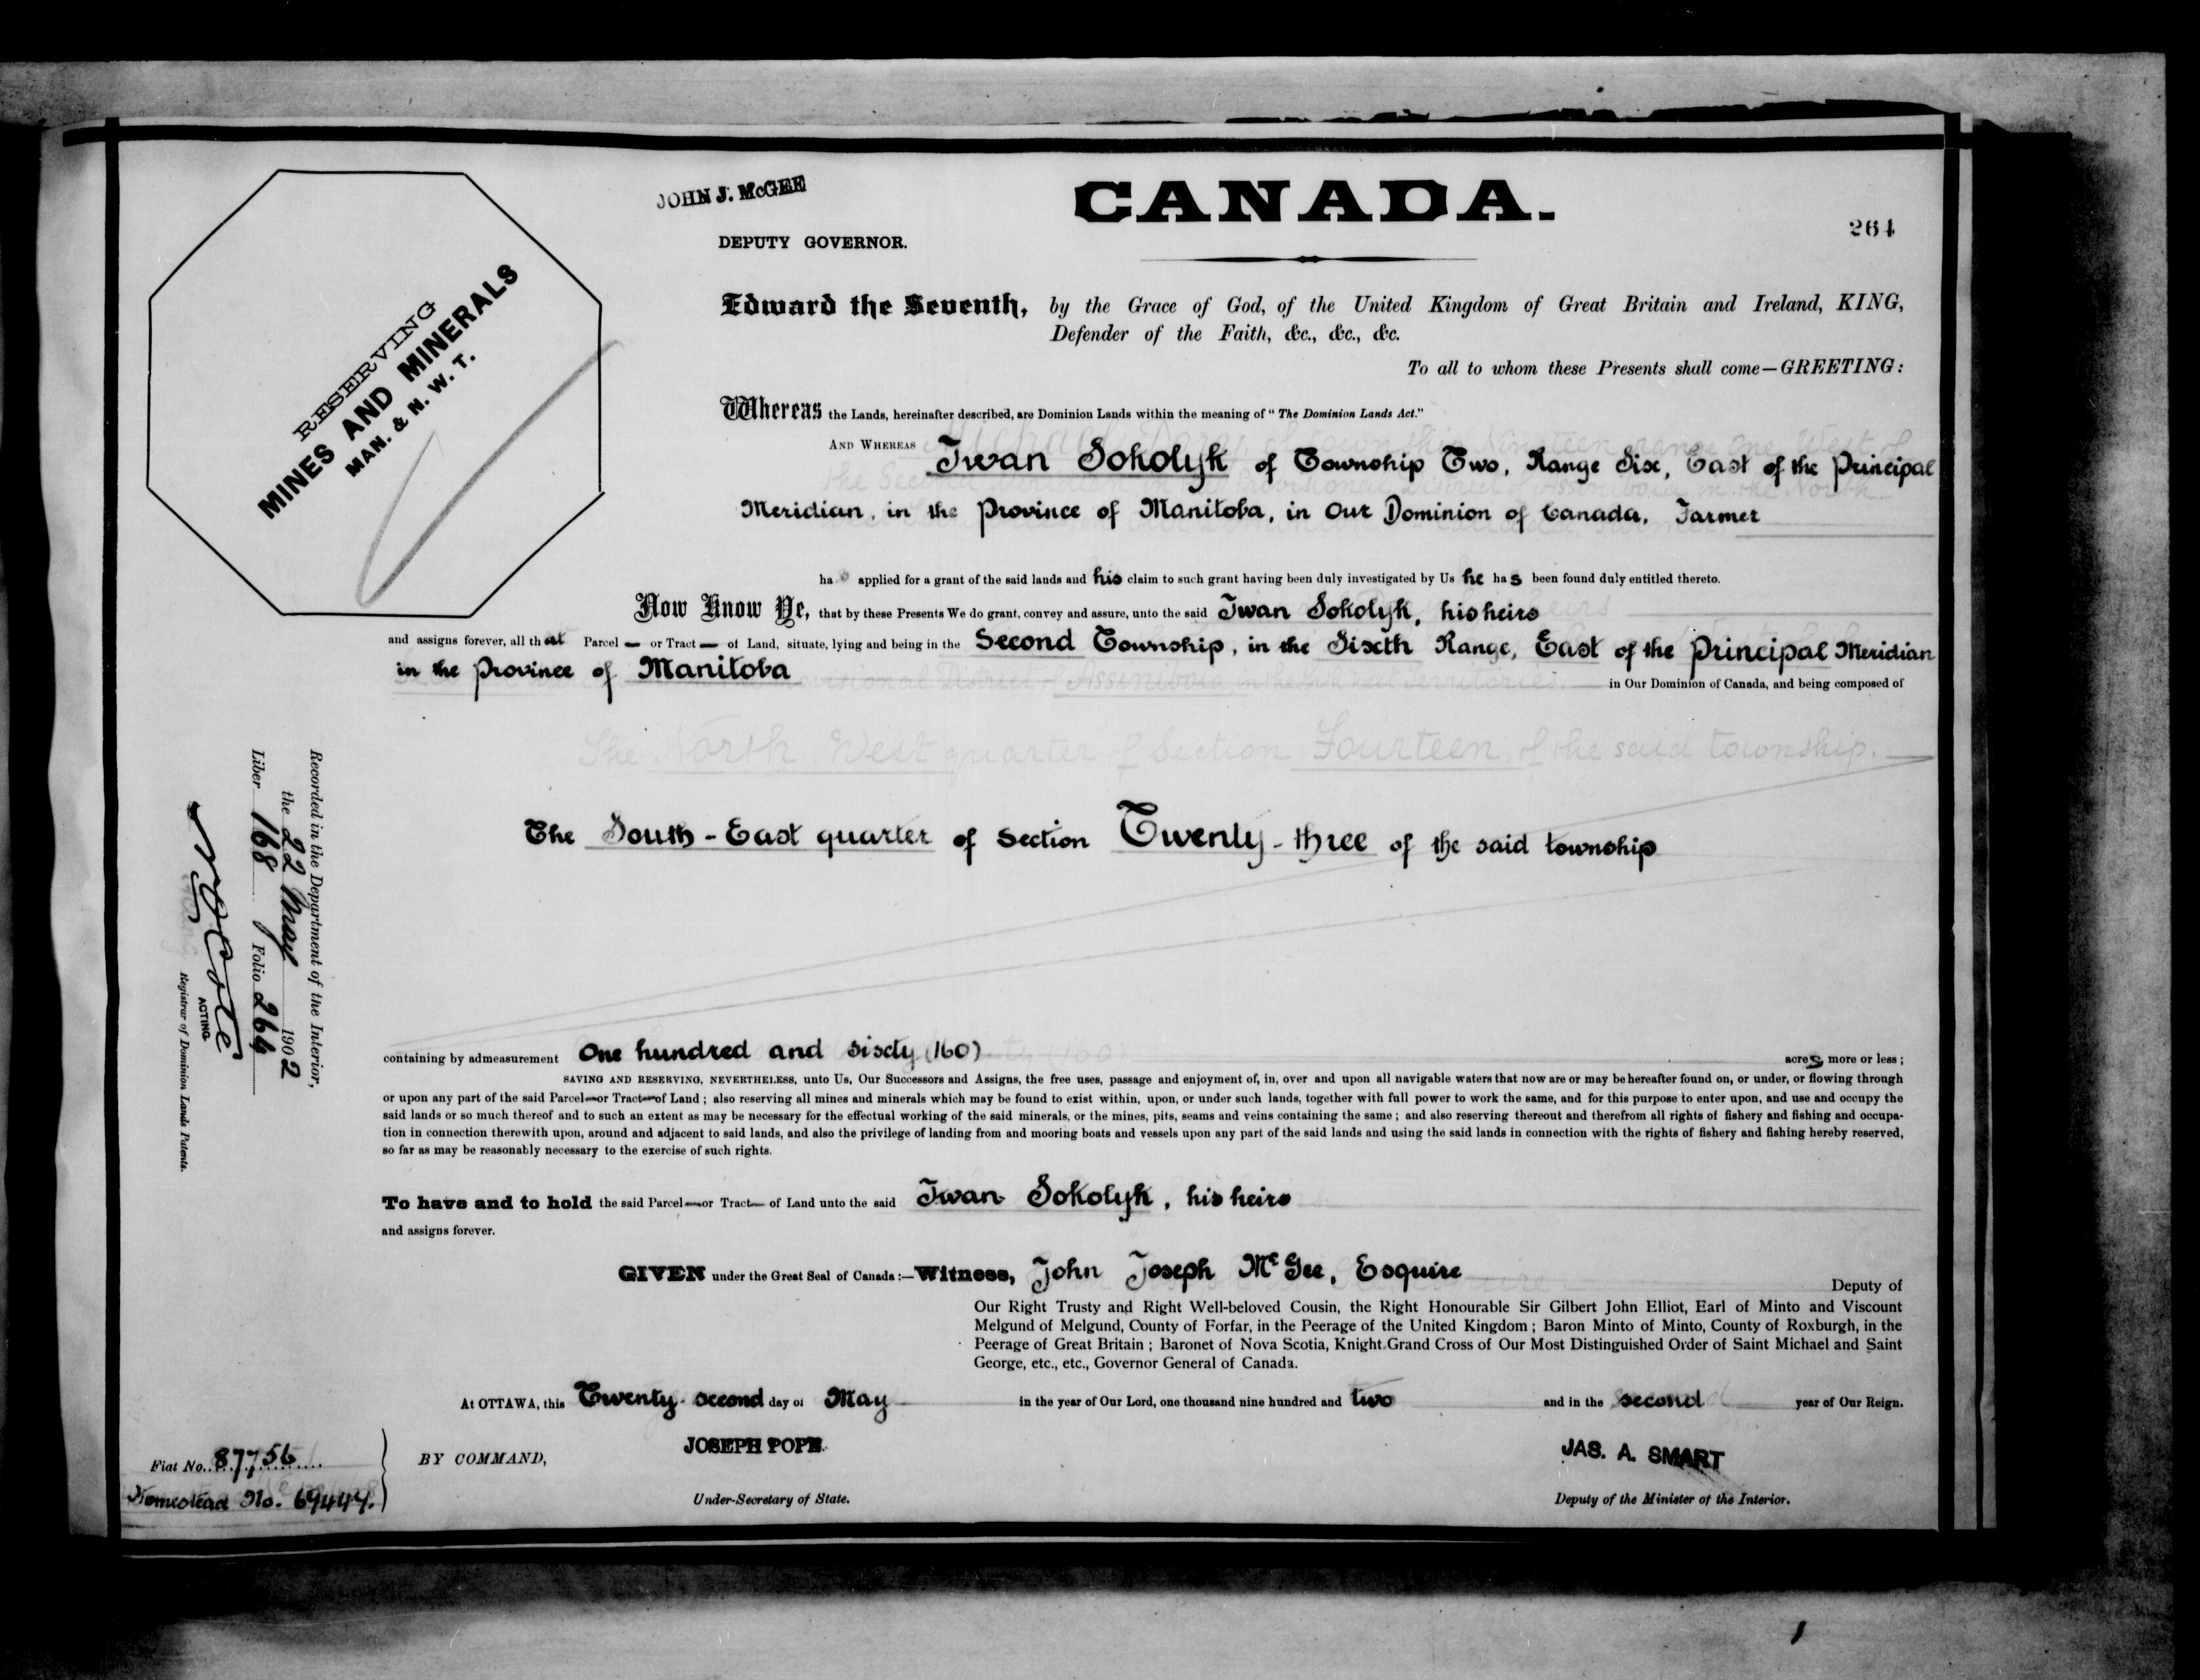 JOHN J. McGEE
DEPUTY GOVERNOR.
CANADA.
264
RESERVING
MINES AND MINERALS
MAN. & N. W. T.
Edward the Seventh, by the Grace of God, of the United Kingdom of Great Britain and Ireland, KING,
Defender of the Faith, &c., &c., &c.
To all to whom these Presents shall come—GREETING:
Whereas the Lands, hereinafter described, are Dominion Lands within the meaning of "The Dominion Lands Act."
AND WHEREAS Iwan Sokolyk of Township Two, Range Six, East of the Principal
Meridian, in the Province of Manitoba, in Our Dominion of Canada, Farmer
has applied for a grant of the said lands and his claim to such grant having been duly investigated by Us he has been found duly entitled thereto.
Now Know Ye, that by these Presents We do grant, convey and assure, unto the said Iwan Sokolyk, his heirs
and assigns forever, all that Parcel — or Tract — of Land, situate, lying and being in the Second Township, in the Sixth Range, East of the Principal Meridian
in the Province of Manitoba in Our Dominion of Canada, and being composed of
The North West quarter of Section Fourteen of the said township.
The South-East quarter of Section Twenty-three of the said township
containing by admeasurement One hundred and sixty (160) acres more or less;
SAVING AND RESERVING, NEVERTHELESS, unto Us, Our Successors and Assigns, the free uses, passage and enjoyment of, in, over and upon all navigable waters that now are or may be hereafter found on, or under, or flowing through
or upon any part of the said Parcel—or Tract—of Land; also reserving all mines and minerals which may be found to exist within, upon, or under such lands, together with full power to work the same, and for this purpose to enter upon, and use and occupy the
said lands or so much thereof and to such an extent as may be necessary for the effectual working of the said minerals, or the mines, pits, seams and veins containing the same; and also reserving thereout and therefrom all rights of fishery and fishing and occupa-
tion in connection therewith upon, around and adjacent to said lands, and also the privilege of landing from and mooring boats and vessels upon any part of the said lands and using the said lands in connection with the rights of fishery and fishing hereby reserved,
so far as may be reasonably necessary to the exercise of such rights.
To have and to hold the said Parcel—or Tract— of Land unto the said Iwan Sokolyk, his heirs
and assigns forever.
GIVEN under the Great Seal of Canada:—Witness, John Joseph McGee, Esquire Deputy of
Our Right Trusty and Right Well-beloved Cousin, the Right Honourable Sir Gilbert John Elliot, Earl of Minto and Viscount
Melgund of Melgund, County of Forfar, in the Peerage of the United Kingdom; Baron Minto of Minto, County of Roxburgh, in the
Peerage of Great Britain; Baronet of Nova Scotia, Knight Grand Cross of Our Most Distinguished Order of Saint Michael and Saint
George, etc., etc., Governor General of Canada.
At OTTAWA, this Twenty-second day of May in the year of Our Lord, one thousand nine hundred and two and in the second year of Our Reign.
BY COMMAND,
JOSEPH POPE
Under-Secretary of State.
JAS. A. SMART
Deputy of the Minister of the Interior.
Fiat No. 87756
Homestead No. 69444.
Recorded in the Department of the Interior,
the 22 May 1902
Liber 168 Folio 264
N O Coté
ACTING
Registrar of Dominion Lands Patents.